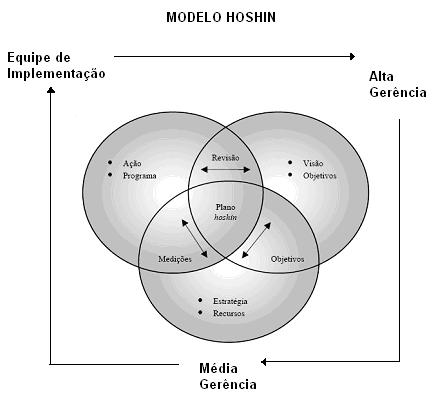 MODELO HOSHIN
Equipe de
Implementação
Alta
Gerência
Revisão
• Ação
• Programa
• Visão
• Objetivos
Plano
hoshin
Medições
Objetivos
• Estratégia
• Recursos
Média
Gerência